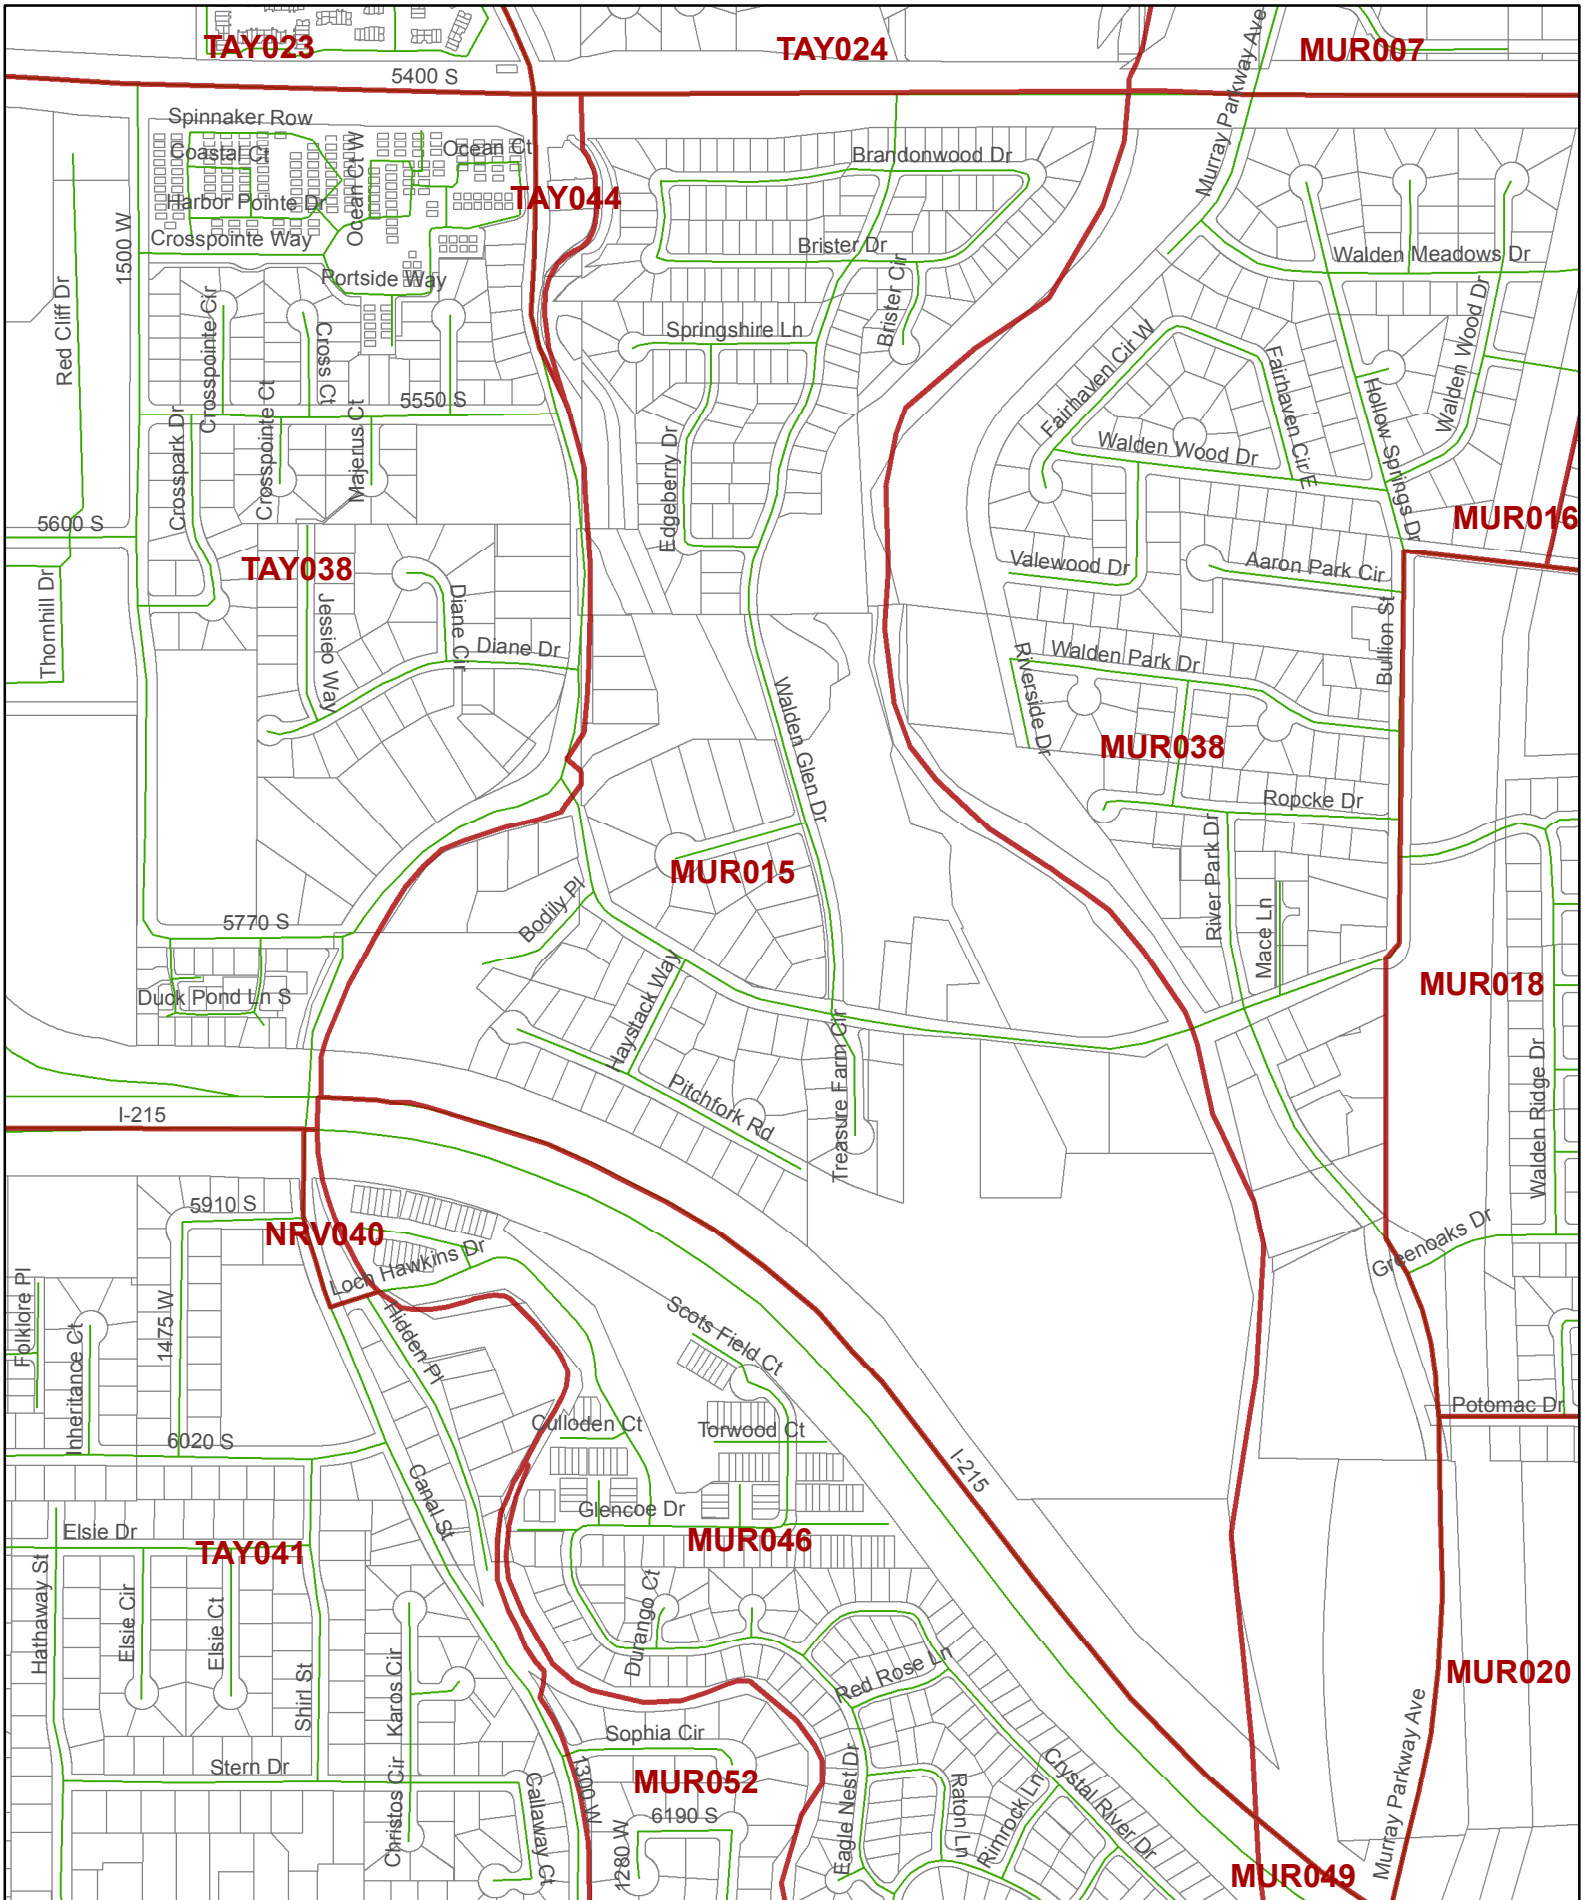 TAY023
TAY024
MUR007
5400 S
Murray Parkway Ave
Spinnaker Row
Coastal Ct
Ocean Ct W
Ocean Ct
Brandonwood Dr
TAY044
Harbor Pointe Dr
1500 W
Crosspointe Way
Brister Dr
Walden Meadows Dr
Portside Way
Red Cliff Dr
Crosspointe Cir
Cross Ct
Springshire Ln
Brister Cir
Fairhaven Cir W
Fairhaven Cir E
Hollow Springs Dr
Walden Wood Dr
5550 S
Crosspark Dr
Crosspointe Ct
Majerus Ct
Edgeberry Dr
Walden Wood Dr
5600 S
MUR016
TAY038
Valewood Dr
Aaron Park Cir
Thornhill Dr
Jessieo Way
Diane Cir
Diane Dr
Bullion St
Riverside Dr
Walden Park Dr
Walden Glen Dr
MUR038
Ropcke Dr
MUR015
River Park Dr
Bodily Pl
5770 S
Mace Ln
Haystack Way
MUR018
Duck Pond Ln S
Treasure Farm Cir
Pitchfork Rd
Walden Ridge Dr
I-215
5910 S
NRV040
Loch Hawkins Dr
Greenoaks Dr
Folklore Pl
Inheritance Ct
1475 W
Hidden Pl
Scots Field Ct
Potomac Dr
Culloden Ct
Torwood Ct
6020 S
I-215
Canal St
Glencoe Dr
Elsie Dr
TAY041
MUR046
Hathaway St
Elsie Cir
Elsie Ct
Durango Ct
Shirl St
Karos Cir
Red Rose Ln
MUR020
Sophia Cir
Stern Dr
Christos Cir
Callaway Ct
1300 W
MUR052
Eagle Nest Dr
Raton Ln
Rimrock Ln
Crystal River Dr
Murray Parkway Ave
6190 S
1280 W
MUR049